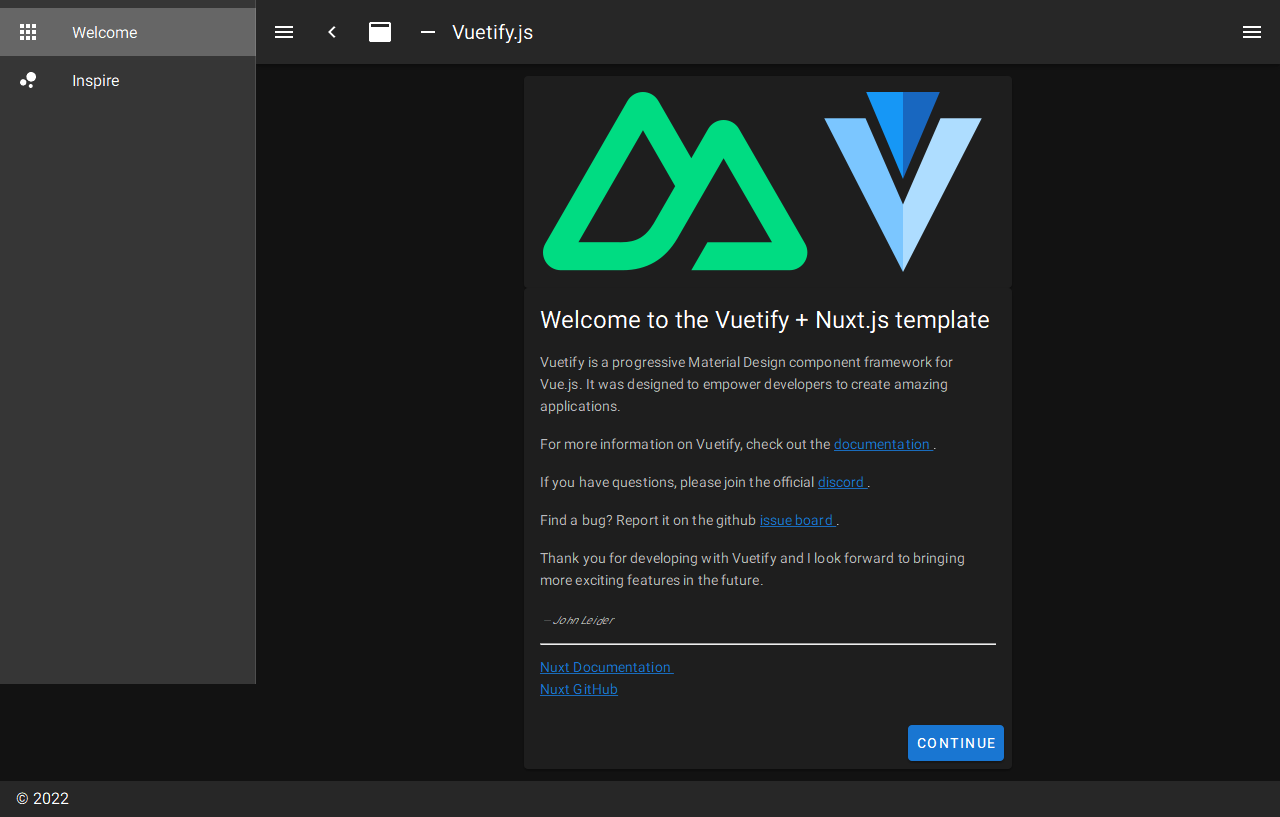 Welcome
Inspire
Vuetify.js
Welcome to the Vuetify + Nuxt.js template
Vuetify is a progressive Material Design component framework for
Vue.js. It was designed to empower developers to create amazing
applications.
For more information on Vuetify, check out the documentation .
If you have questions, please join the official discord .
Find a bug? Report it on the github issue board .
Thank you for developing with Vuetify and I look forward to bringing
more exciting features in the future.
— John Leider
Nuxt Documentation
Nuxt GitHub
CONTINUE
© 2022